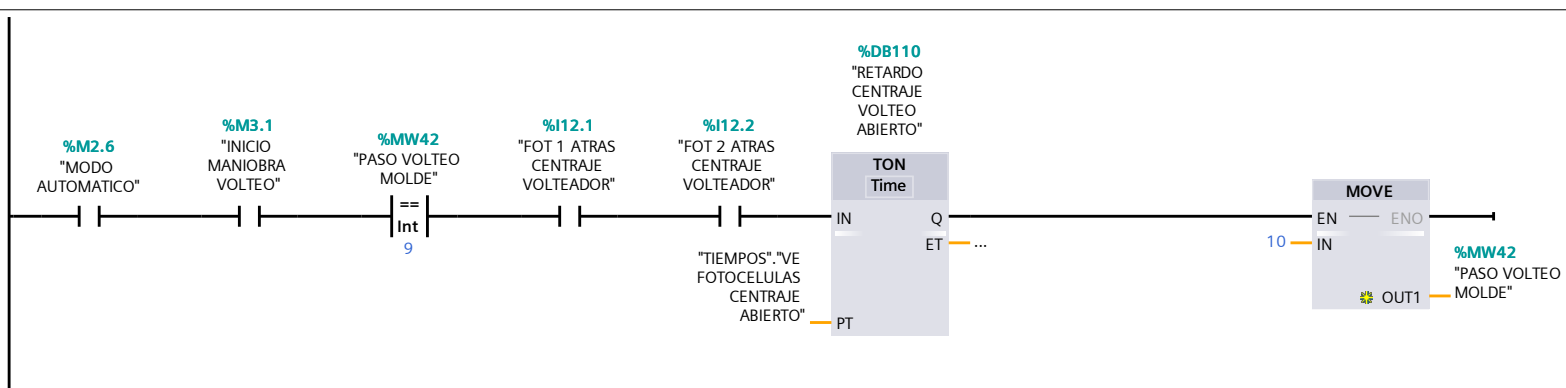 %M2.6
"MODO
AUTOMATICO"
%M3.1
"INICIO
MANIOBRA
VOLTEO"
%MW42
"PASO VOLTEO
MOLDE"
==
Int
9
%I12.1
"FOT 1 ATRAS
CENTRAJE
VOLTEADOR"
%I12.2
"FOT 2 ATRAS
CENTRAJE
VOLTEADOR"
%DB110
"RETARDO
CENTRAJE
VOLTEO
ABIERTO"
TON
Time
IN
Q
ET
...
"TIEMPOS"."VE
FOTOCELULAS
CENTRAJE
ABIERTO"
PT
MOVE
EN
ENO
10
IN
OUT1
%MW42
"PASO VOLTEO
MOLDE"